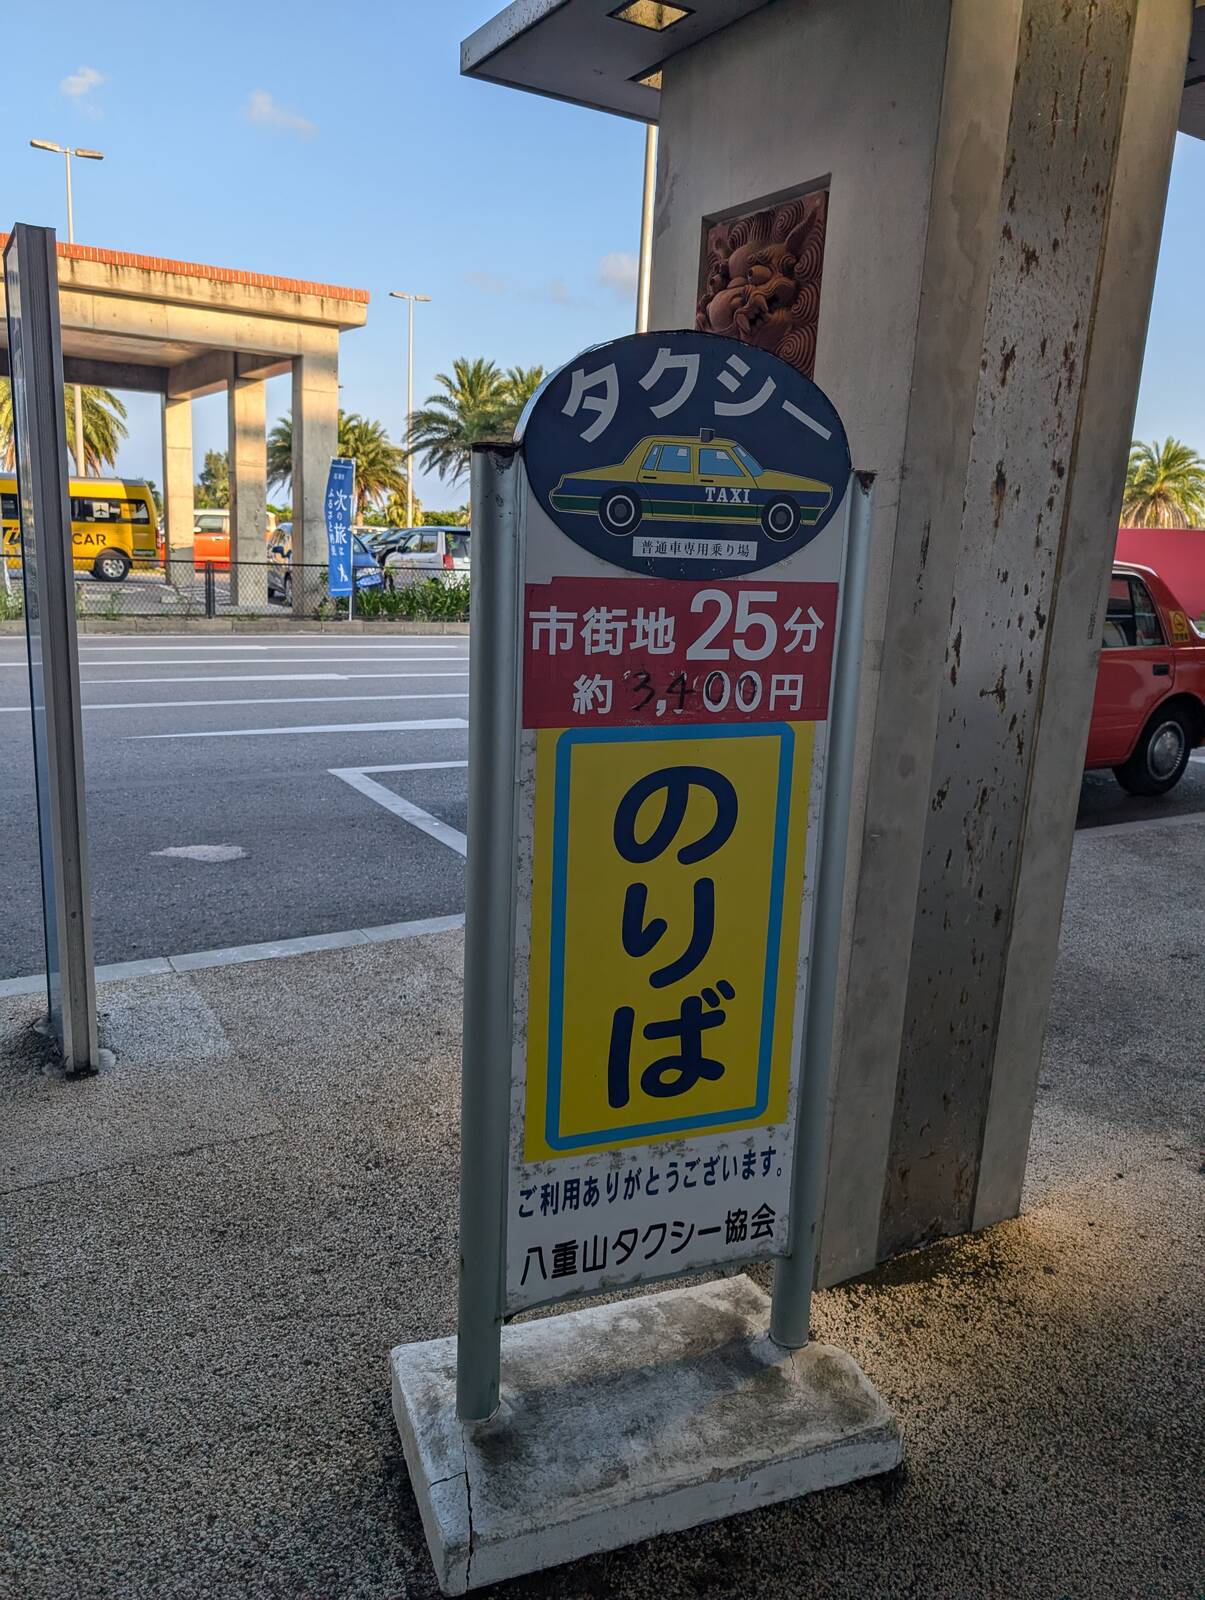 タクシー
TAXI
普通車専用乗り場
市街地 25分
約 3,400円
のりば
ご利用ありがとうございます。
八重山タクシー協会
次の旅に
CAR